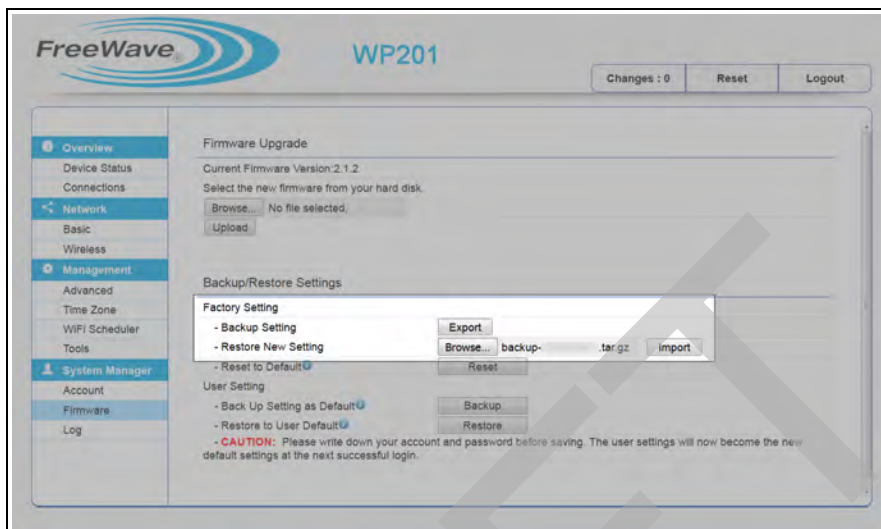 FreeWave®
WP201
Changes : 0 Reset Logout
Overview
Device Status
Connections
Network
Basic
Wireless
Management
Advanced
Time Zone
WiFi Scheduler
Tools
System Manager
Account
Firmware
Log
Firmware Upgrade
Current Firmware Version:2.1.2
Select the new firmware from your hard disk.
Browse... No file selected.
Upload
Backup/Restore Settings
Factory Setting
- Backup Setting Export
- Restore New Setting Browse... backup- .tar.gz Import
- Reset to Default Reset
User Setting
- Back Up Setting as Default Backup
- Restore to User Default Restore
- CAUTION: Please write down your account and password before saving. The user settings will now become the new
default settings at the next successful login.